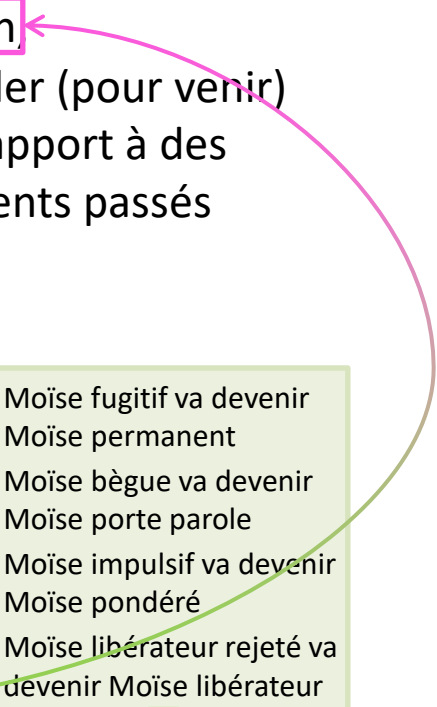 n,
ler (pour venir)
apport à des
ents passés
Moïse fugitif va devenir
Moïse permanent
Moïse bègue va devenir
Moïse porte parole
Moïse impulsif va devenir
Moïse pondéré
Moïse libérateur rejeté va
devenir Moïse libérateur